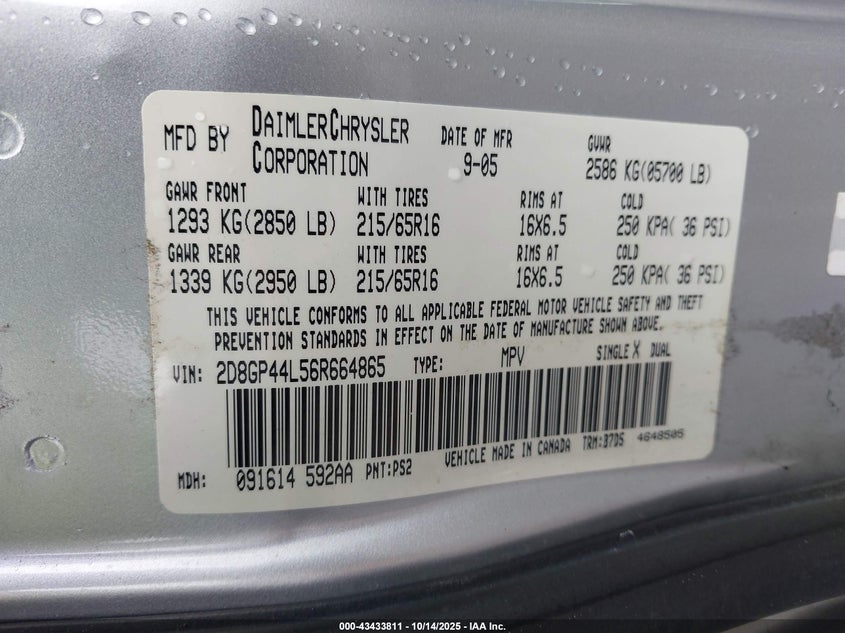 MFD BY DAIMLERCHRYSLER CORPORATION DATE OF MFR 9-05 GVWR 2586 KG(05700 LB)
GAWR FRONT WITH TIRES RIMS AT COLD
1293 KG(2850 LB) 215/65R16 16X6.5 250 KPA( 36 PSI)
GAWR REAR WITH TIRES RIMS AT COLD
1339 KG(2950 LB) 215/65R16 16X6.5 250 KPA( 36 PSI)
THIS VEHICLE CONFORMS TO ALL APPLICABLE FEDERAL MOTOR VEHICLE SAFETY AND THEFT
PREVENTION STANDARDS IN EFFECT ON THE DATE OF MANUFACTURE SHOWN ABOVE.
VIN: 2D8GP44L56R664865 TYPE: MPV SINGLE X DUAL
MDH: 091614 592AA PNT:PS2 VEHICLE MADE IN CANADA TRM:B7D5 4648505
000-43433811 - 10/14/2025 - IAA Inc.